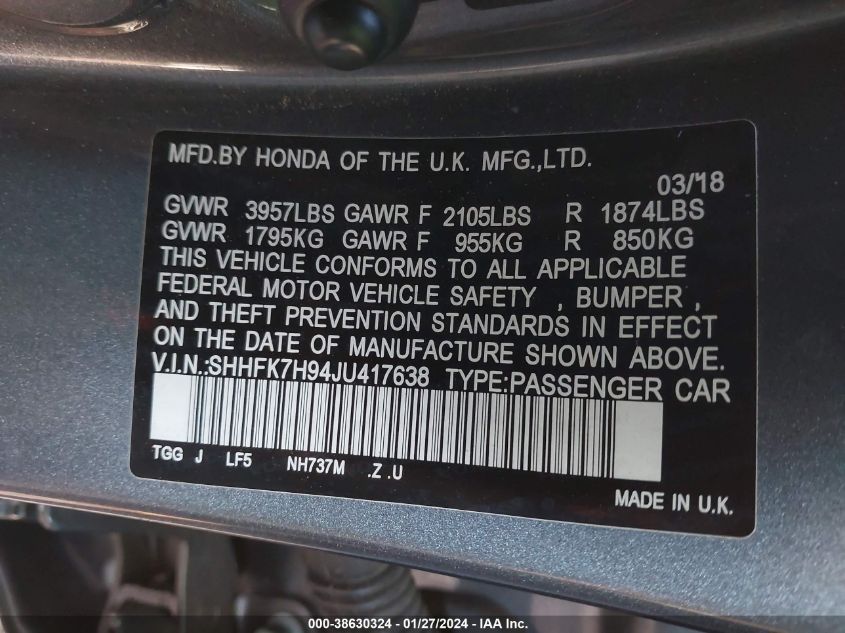 MFD.BY HONDA OF THE U.K. MFG.,LTD.
03/'18
GVWR 3957LBS GAWR F 2105LBS R 1874LBS
GVWR 1795KG GAWR F 955KG R 850KG
THIS VEHICLE CONFORMS TO ALL APPLICABLE
FEDERAL MOTOR VEHICLE SAFETY , BUMPER ,
AND THEFT PREVENTION STANDARDS IN EFFECT
ON THE DATE OF MANUFACTURE SHOWN ABOVE.
V.I.N.:SHHFK7H94JU417638 TYPE:PASSENGER CAR
TGG J LF5 NH737M .Z .U
MADE IN U.K.
000-38630324 / 01/27/2024 - © IAA Inc.